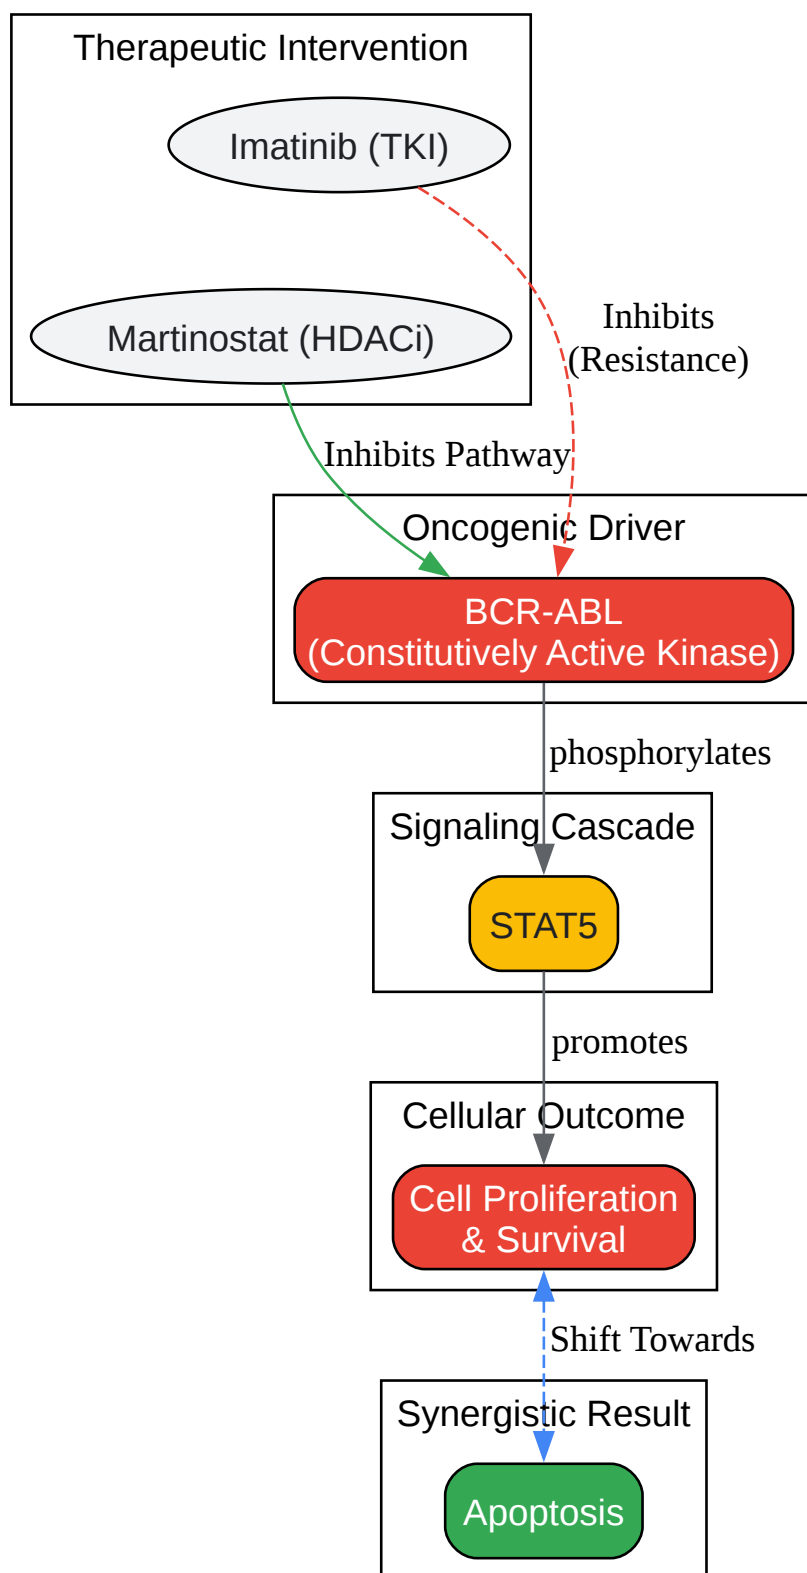 Therapeutic Intervention
Imatinib (TKI)
Martinostat (HDACi)
Inhibits
(Resistance)
Inhibits Pathway
Oncogenic Driver
BCR-ABL
(Constitutively Active Kinase)
phosphorylates
Signaling Cascade
STAT5
promotes
Cellular Outcome
Cell Proliferation
& Survival
Shift Towards
Synergistic Result
Apoptosis